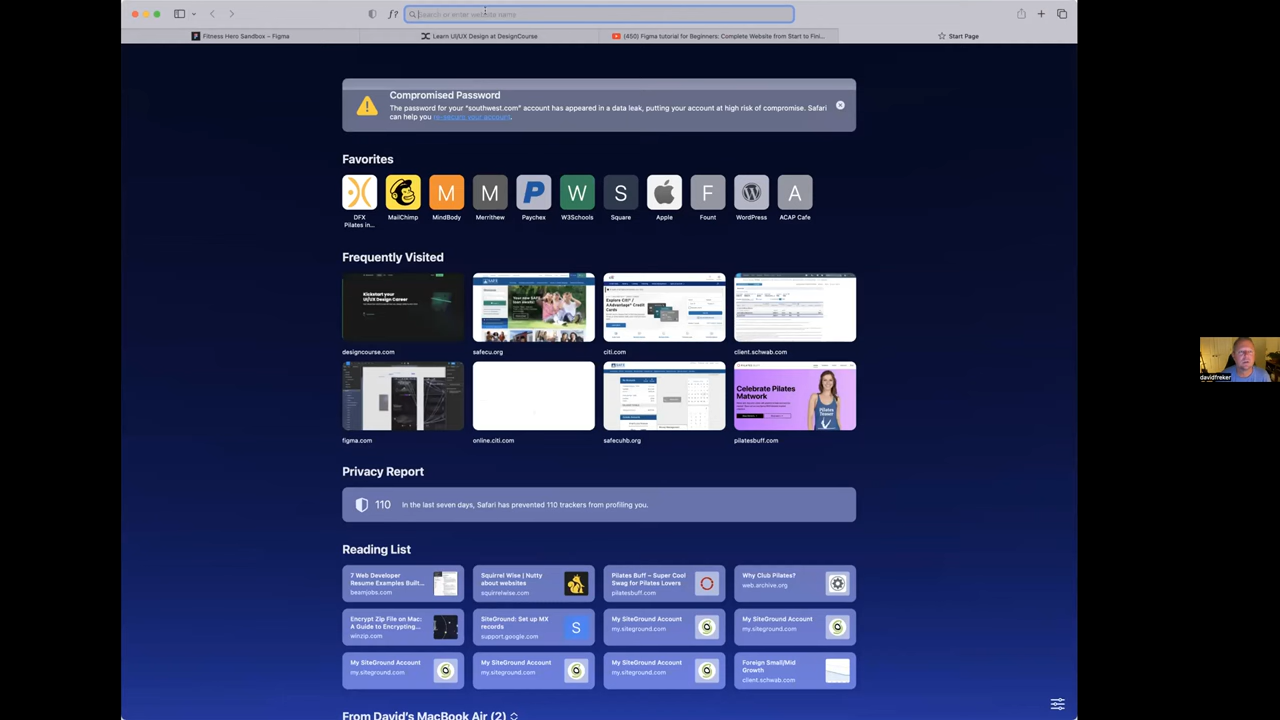 Search or enter website name
Fitness Hero Sandbox – Figma
Learn UI/UX Design at DesignCourse
(450) Figma tutorial for Beginners: Complete Website from Start to Fini...
Start Page
Compromised Password
The password for your "southwest.com" account has appeared in a data leak, putting your account at high risk of compromise. Safari
can help you re-secure your account.
Favorites
M
M
W
S
F
A
DFX
Pilates in...
MailChimp
MindBody
Merrithew
Paychex
W3Schools
Square
Apple
Fount
WordPress
ACAP Cafe
Frequently Visited
Kickstart your
UI/UX Design Career
designcourse.com
safecu.org
citi.com
client.schwab.com
Celebrate Pilates
Matwork
figma.com
online.citi.com
safecuhb.org
pilatesbuff.com
davidfreker
Privacy Report
110
In the last seven days, Safari has prevented 110 trackers from profiling you.
Reading List
7 Web Developer
Resume Examples Built...
beamjobs.com
Squirrel Wise | Nutty
about websites
squirrelwise.com
Pilates Buff – Super Cool
Swag for Pilates Lovers
pilatesbuff.com
Why Club Pilates?
web.archive.org
Encrypt Zip File on Mac:
A Guide to Encrypting...
winzip.com
SiteGround: Set up MX
records
support.google.com
S
My SiteGround Account
my.siteground.com
My SiteGround Account
my.siteground.com
My SiteGround Account
my.siteground.com
My SiteGround Account
my.siteground.com
My SiteGround Account
my.siteground.com
Foreign Small/Mid
Growth
client.schwab.com
From David's MacBook Air (2)